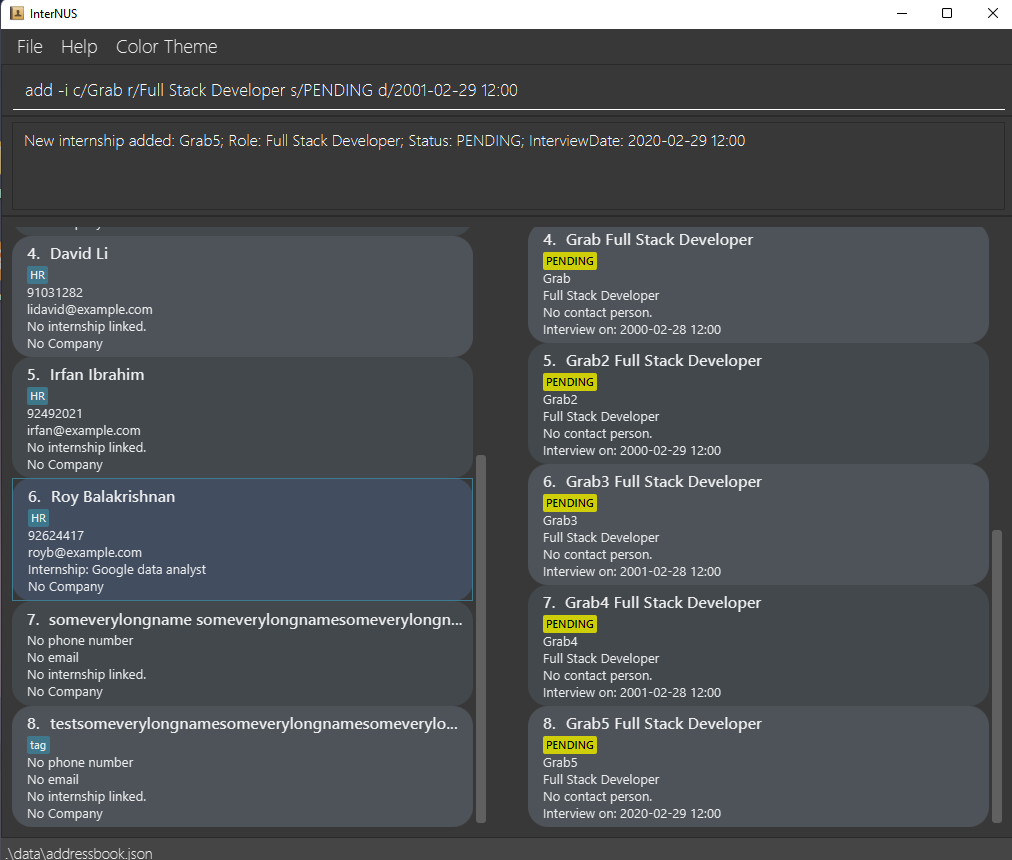 InterNUS
File Help Color Theme
add -i c/Grab r/Full Stack Developer s/PENDING d/2001-02-29 12:00
New internship added: Grab5; Role: Full Stack Developer; Status: PENDING; InterviewDate: 2020-02-29 12:00
4. David Li
HR
91031282
lidavid@example.com
No internship linked.
No Company
5. Irfan Ibrahim
HR
92492021
irfan@example.com
No internship linked.
No Company
6. Roy Balakrishnan
HR
92624417
royb@example.com
Internship: Google data analyst
No Company
7. someverylongname someverylongnamesomeverylongn...
No phone number
No email
No internship linked.
No Company
8. testsomeverylongnamesomeverylongnamesomeverylo...
tag
No phone number
No email
No internship linked.
No Company
4. Grab Full Stack Developer
PENDING
Grab
Full Stack Developer
No contact person.
Interview on: 2000-02-28 12:00
5. Grab2 Full Stack Developer
PENDING
Grab2
Full Stack Developer
No contact person.
Interview on: 2000-02-29 12:00
6. Grab3 Full Stack Developer
PENDING
Grab3
Full Stack Developer
No contact person.
Interview on: 2001-02-28 12:00
7. Grab4 Full Stack Developer
PENDING
Grab4
Full Stack Developer
No contact person.
Interview on: 2001-02-28 12:00
8. Grab5 Full Stack Developer
PENDING
Grab5
Full Stack Developer
No contact person.
Interview on: 2020-02-29 12:00
.\data\addressbook.json